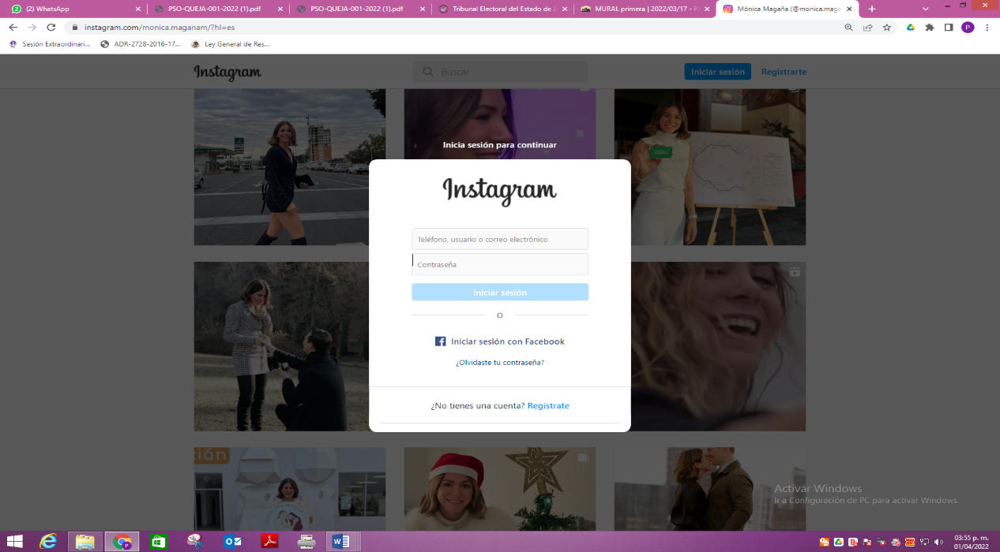 (2) WhatsApp
PSO-QUEJA-001-2022 (1).pdf
PSO-QUEJA-001-2022 (1).pdf
Tribunal Electoral del Estado de J
MURAL primera | 2022/03/17 - P
Mónica Magaña (@monica.maga
instagram.com/monica.maganam/?hl=es
P
Sesión Extraordinari...
ADR-2728-2016-17...
Ley General de Res...
Instagram
Buscar
Iniciar sesión
Registrarte
Inicia sesión para continuar
Instagram
Teléfono, usuario o correo electrónico
Contraseña
Iniciar sesión
O
Iniciar sesión con Facebook
¿Olvidaste tu contraseña?
¿No tienes una cuenta? Regístrate
ión
Activar Windows
Ir a Configuración de PC para activar Windows.
03:55 p. m.
01/04/2022